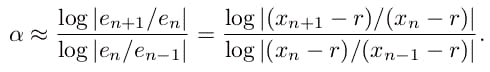 α ≈ log |e_{n+1}/e_n| / log |e_n/e_{n−1}| = log |(x_{n+1} − r)/(x_n − r)| / log |(x_n − r)/(x_{n−1} − r)|.